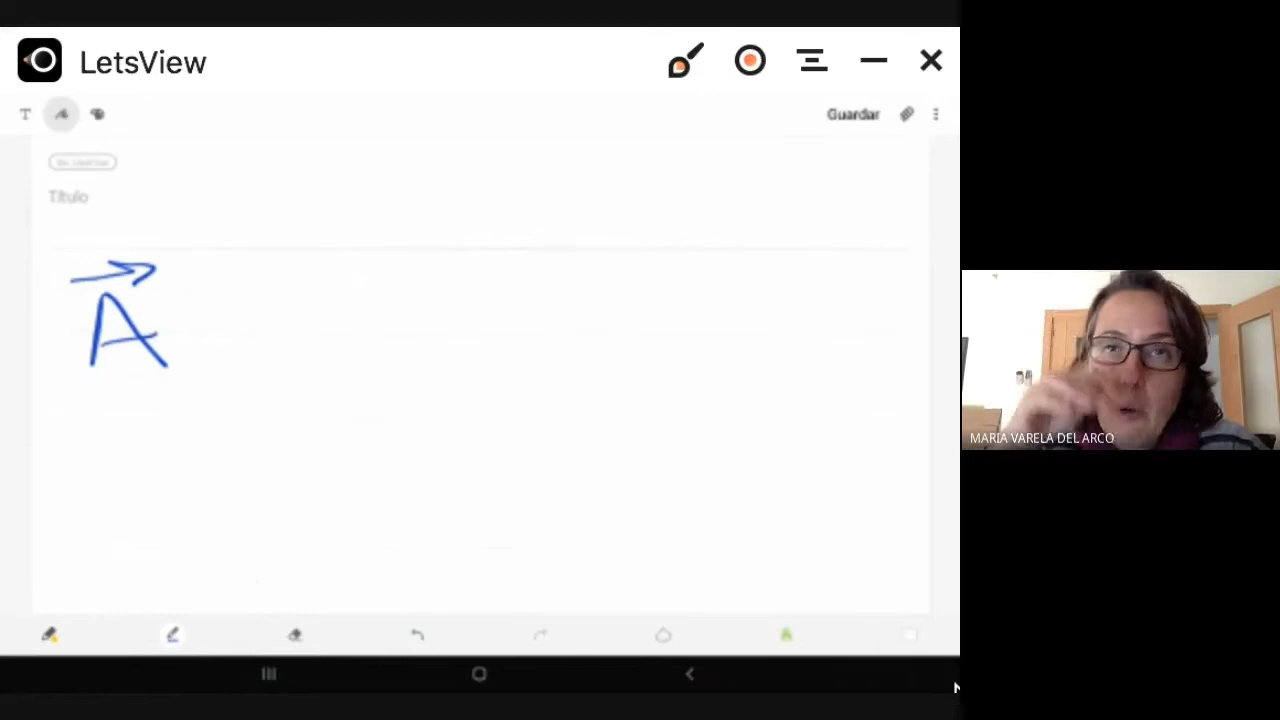 LetsView
T
Guardar
Título
A
MARIA VARELA DEL ARCO